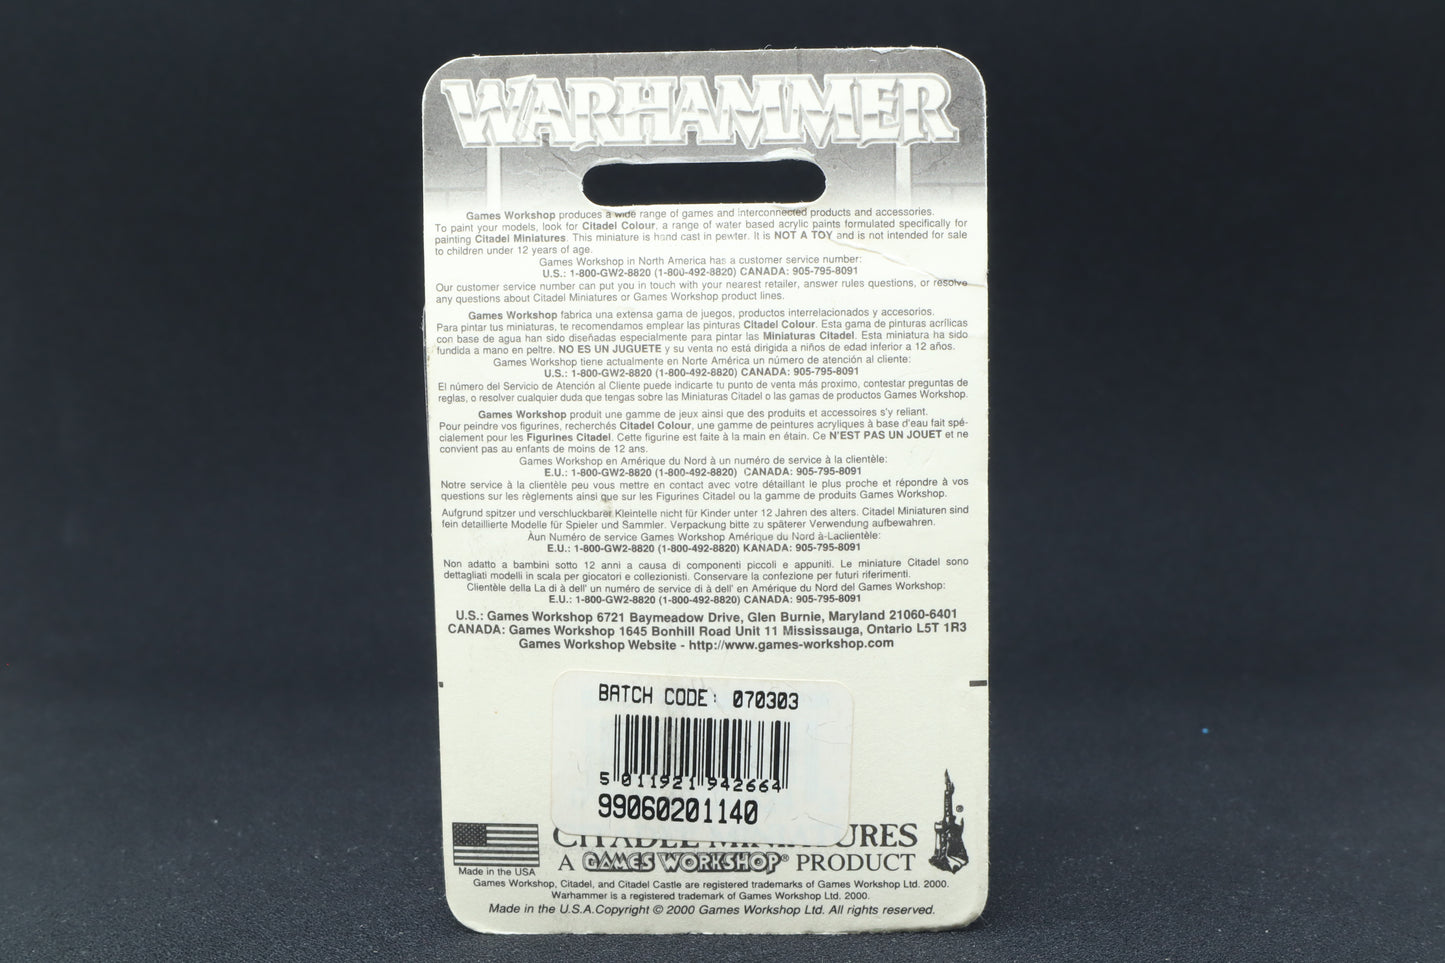 WARHAMMER
Games Workshop produces a wide range of games and interconnected products and accessories.
To paint your models, look for Citadel Colour, a range of water based acrylic paints formulated specifically for
painting Citadel Miniatures. This miniature is hand cast in pewter. It is NOT A TOY and is not intended for sale
to children under 12 years of age.
Games Workshop in North America has a customer service number:
U.S.: 1-800-GW2-8820 (1-800-492-8820) CANADA: 905-795-8091
Our customer service number can put you in touch with your nearest retailer, answer rules questions, or resolve
any questions about Citadel Miniatures or Games Workshop product lines.
Games Workshop fabrica una extensa gama de juegos, productos interrelacionados y accesorios.
Para pintar tus miniaturas, te recomendamos emplear las pinturas Citadel Colour. Esta gama de pinturas acrílicas
con base de agua han sido diseñadas especialmente para pintar las Miniaturas Citadel. Esta miniatura ha sido
fundida a mano en peltre. NO ES UN JUGUETE y su venta no está dirigida a niños de edad inferior a 12 años.
Games Workshop tiene actualmente en Norte América un número de atención al cliente:
U.S.: 1-800-GW2-8820 (1-800-492-8820) CANADA: 905-795-8091
El número del Servicio de Atención al Cliente puede indicarte tu punto de venta más proximo, contestar preguntas de
reglas, o resolver cualquier duda que tengas sobre las Miniaturas Citadel o las gamas de productos Games Workshop.
Games Workshop produit une gamme de jeux ainsi que des produits et accessoires s'y reliant.
Pour peindre vos figurines, recherchés Citadel Colour, une gamme de peintures acryliques à base d'eau fait spé-
cialement pour les Figurines Citadel. Cette figurine est faite à la main en étain. Ce N'EST PAS UN JOUET et ne
convient pas au enfants de moins de 12 ans.
Games Workshop en Amérique du Nord à un numéro de service à la clientèle:
E.U.: 1-800-GW2-8820 (1-800-492-8820) CANADA: 905-795-8091
Notre service à la clientèle peu vous mettre en contact avec votre détaillant le plus proche et répondre à vos
questions sur les règlements ainsi que sur les Figurines Citadel ou la gamme de produits Games Workshop.
Aufgrund spitzer und verschluckbarer Kleintelle nicht für Kinder unter 12 Jahren des alters. Citadel Miniaturen sind
fein detaillierte Modelle für Spieler und Sammler. Verpackung bitte zu späterer Verwendung aufbewahren.
Àun Numéro de service Games Workshop Amérique du Nord à-Laclientèle:
E.U.: 1-800-GW2-8820 (1-800-492-8820) KANADA: 905-795-8091
Non adatto a bambini sotto 12 anni a causa di componenti piccoli e appuniti. Le miniature Citadel sono
dettagliati modelli in scala per giocatori e collezionisti. Conservare la confezione per futuri riferimenti.
Clientèle della La di à dell' un numéro de service di à dell' en Amérique du Nord del Games Workshop:
E.U.: 1-800-GW2-8820 (1-800-492-8820) CANADA: 905-795-8091
U.S.: Games Workshop 6721 Baymeadow Drive, Glen Burnie, Maryland 21060-6401
CANADA: Games Workshop 1645 Bonhill Road Unit 11 Mississauga, Ontario L5T 1R3
Games Workshop Website - http://www.games-workshop.com
BATCH CODE: 070303
5 011921 942664
99060201140
CITADEL MINIATURES
A GAMES WORKSHOP® PRODUCT
®
Made in the USA
Games Workshop, Citadel, and Citadel Castle are registered trademarks of Games Workshop Ltd. 2000.
Warhammer is a registered trademark of Games Workshop Ltd. 2000.
Made in the U.S.A.Copyright © 2000 Games Workshop Ltd. All rights reserved.